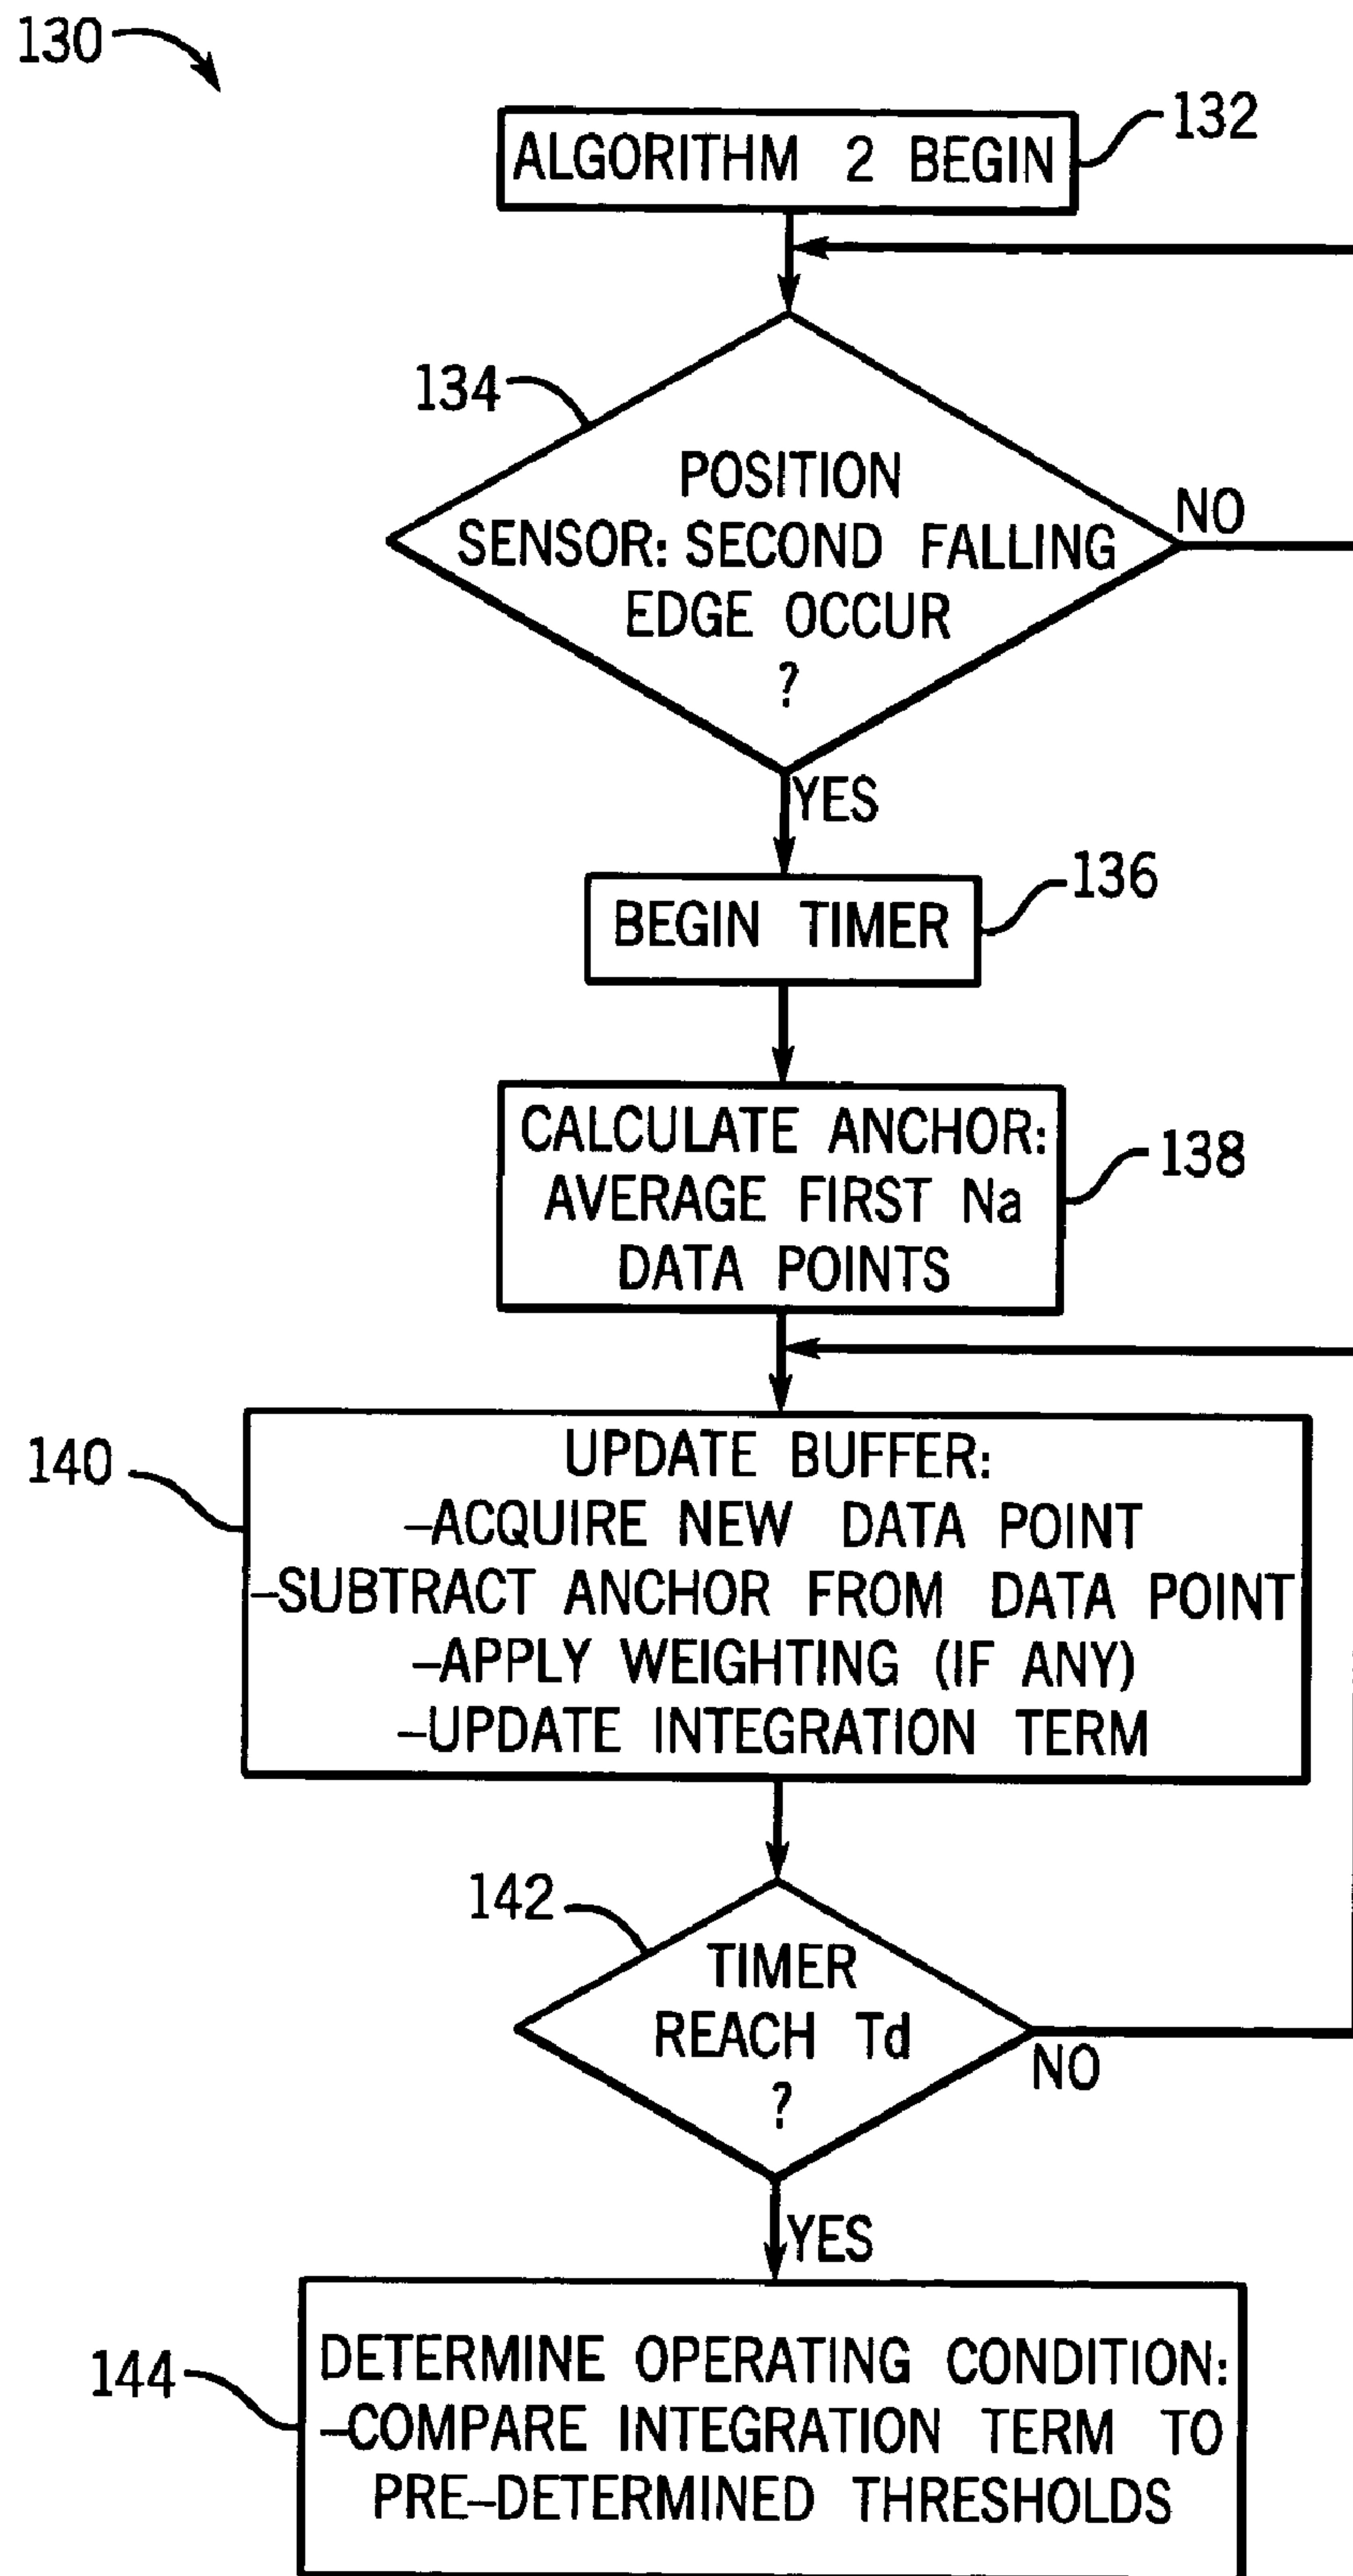 130
ALGORITHM 2 BEGIN
132
134
POSITION
SENSOR: SECOND FALLING
EDGE OCCUR
?
NO
YES
BEGIN TIMER
136
CALCULATE ANCHOR:
AVERAGE FIRST Na
DATA POINTS
138
140
UPDATE BUFFER:
–ACQUIRE NEW DATA POINT
–SUBTRACT ANCHOR FROM DATA POINT
–APPLY WEIGHTING (IF ANY)
–UPDATE INTEGRATION TERM
142
TIMER
REACH Td
?
NO
YES
144
DETERMINE OPERATING CONDITION:
–COMPARE INTEGRATION TERM TO
PRE–DETERMINED THRESHOLDS